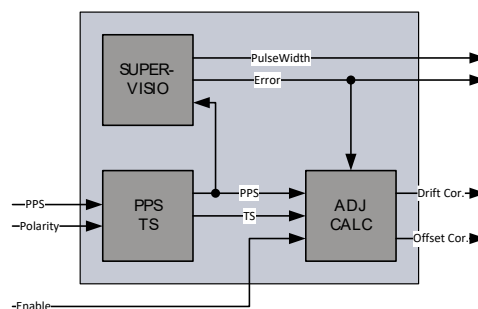 PulseWidth
SUPER-
VISIO
Error
PPS
PPS
TS
PPS
TS
ADJ
CALC
Drift Cor.
Polarity
Offset Cor.
Enable